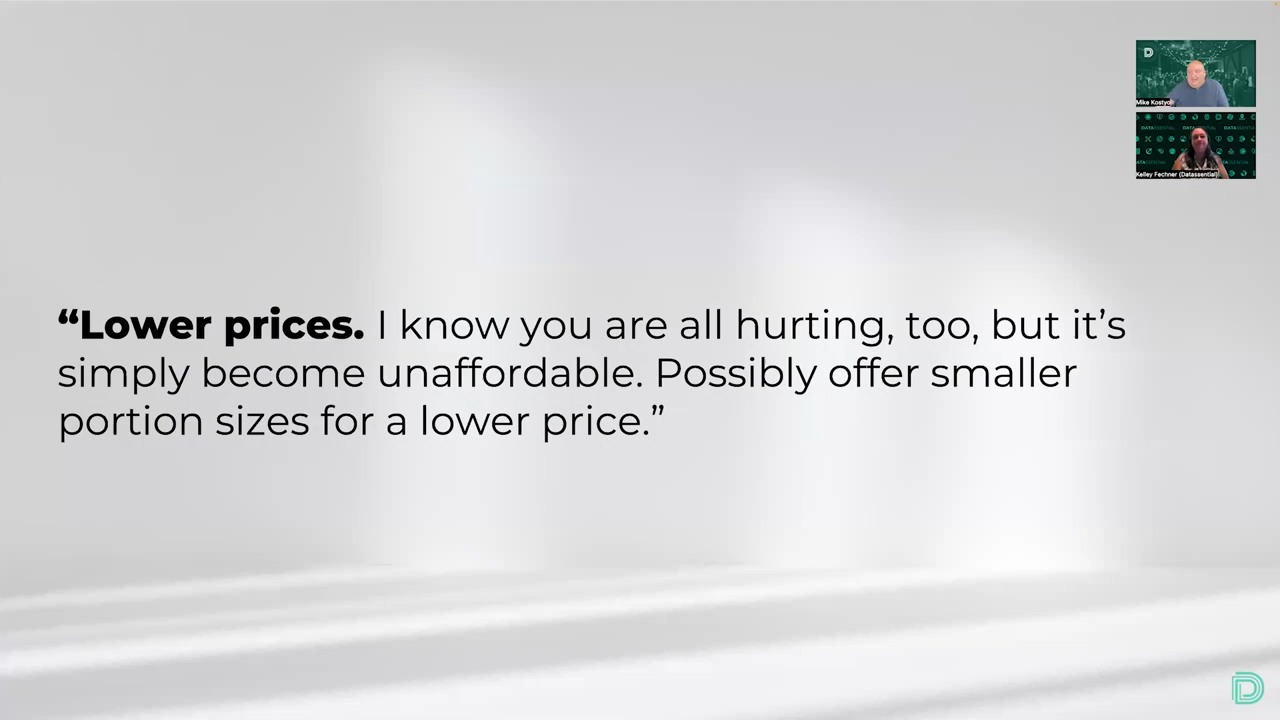 D
Mike Kostyo
DATASSENTIAL
Kelley Fechner (Datassential)
“Lower prices. I know you are all hurting, too, but it’s
simply become unaffordable. Possibly offer smaller
portion sizes for a lower price.”
D